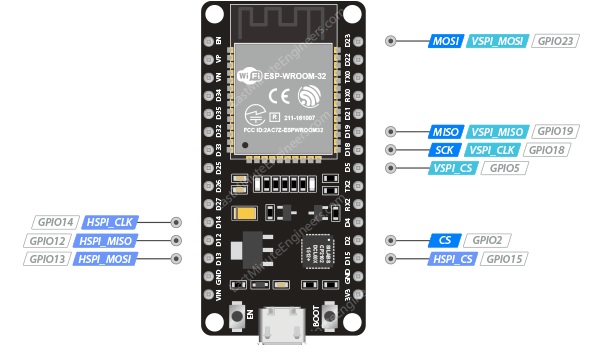 EN
VP
VN
D34
D35
D32
D33
D25
D26
D27
D14
D12
D13
GND
VIN
GPIO14 HSPI_CLK
GPIO12 HSPI_MISO
GPIO13 HSPI_MOSI
WiFi ESP-WROOM-32
CE
R 211-161007
FCC ID:2AC7Z-ESPWROOM32
LastMinuteEngineers.com
LastMinuteEngineers.com
EN
BOOT
D23
D22
TX0
RX0
D21
D19
D18
D5
TX2
RX2
D4
D2
D15
GND
3V3
MOSI VSPI_MOSI GPIO23
MISO VSPI_MISO GPIO19
SCK VSPI_CLK GPIO18
VSPI_CS GPIO5
CS GPIO2
HSPI_CS GPIO15